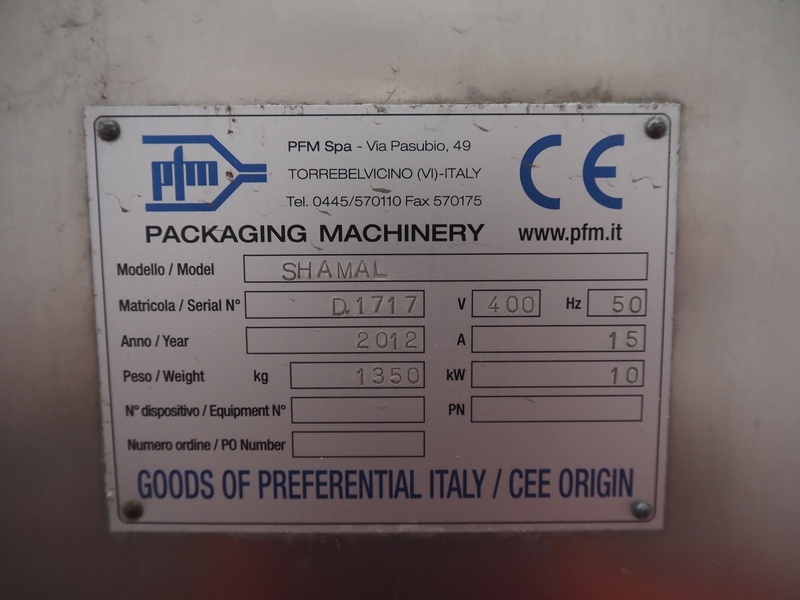 pfm
PFM Spa - Via Pasubio, 49
TORREBELVICINO (VI)-ITALY
Tel. 0445/570110 Fax 570175
CE
PACKAGING MACHINERY www.pfm.it
Modello / Model SHAMAL
Matricola / Serial N° D.1717 V 400 Hz 50
Anno / Year 2012 A 15
Peso / Weight kg 1350 kW 10
N° dispositivo / Equipment N° PN
Numero ordine / PO Number
GOODS OF PREFERENTIAL ITALY / CEE ORIGIN